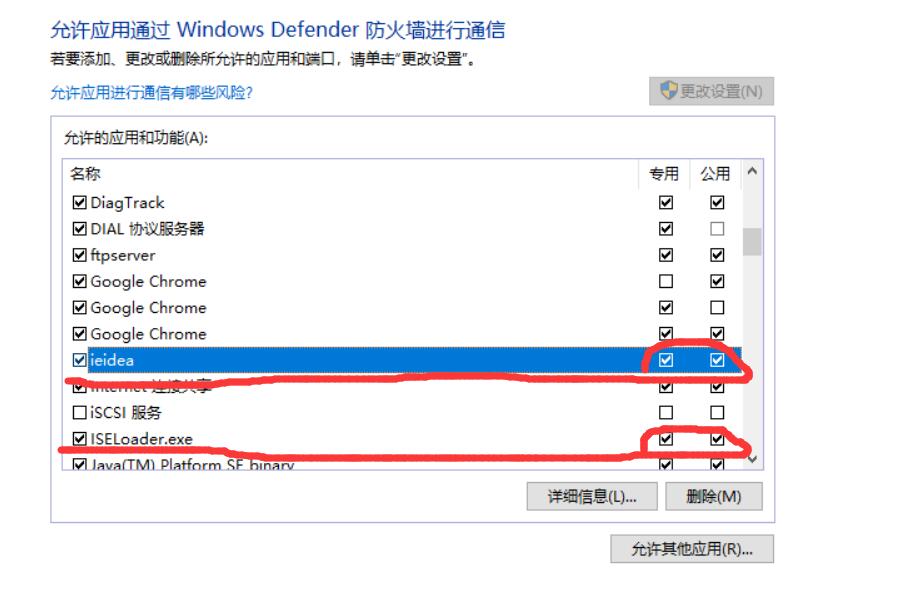 允许应用通过 Windows Defender 防火墙进行通信
若要添加、更改或删除所允许的应用和端口，请单击“更改设置”。
允许应用进行通信有哪些风险?
更改设置(N)
允许的应用和功能(A):
名称 专用 公用
DiagTrack
DIAL 协议服务器
ftpserver
Google Chrome
Google Chrome
Google Chrome
ieidea
Internet 连接共享
iSCSI 服务
ISELoader.exe
Java(TM) Platform SE binary
详细信息(L)... 删除(M)
允许其他应用(R)...